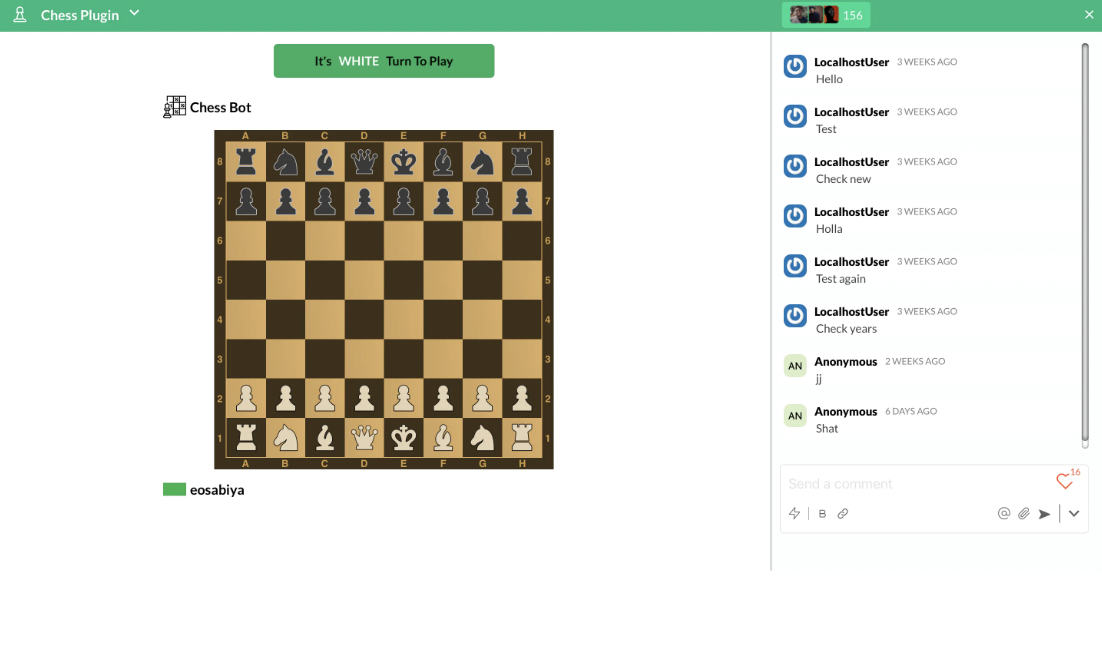 Chess Plugin
156
It's WHITE Turn To Play
Chess Bot
A B C D E F G H
8 8
7 7
6 6
5 5
4 4
3 3
2 2
1 1
A B C D E F G H
eosabiya
LocalhostUser 3 WEEKS AGO
Hello
LocalhostUser 3 WEEKS AGO
Test
LocalhostUser 3 WEEKS AGO
Check new
LocalhostUser 3 WEEKS AGO
Holla
LocalhostUser 3 WEEKS AGO
Test again
LocalhostUser 3 WEEKS AGO
Check years
AN Anonymous 2 WEEKS AGO
jj
AN Anonymous 6 DAYS AGO
Shat
Send a comment 16
B @